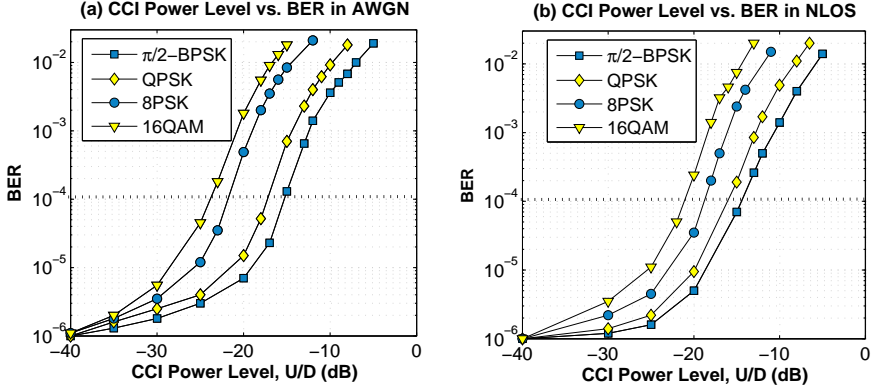 (a) CCI Power Level vs. BER in AWGN
10−2
10−3
10−4
10−5
10−6
BER
π/2−BPSK
QPSK
8PSK
16QAM
−40 −30 −20 −10 0
CCI Power Level, U/D (dB)
(b) CCI Power Level vs. BER in NLOS
10−2
10−3
10−4
10−5
10−6
BER
π/2−BPSK
QPSK
8PSK
16QAM
−40 −30 −20 −10 0
CCI Power Level, U/D (dB)